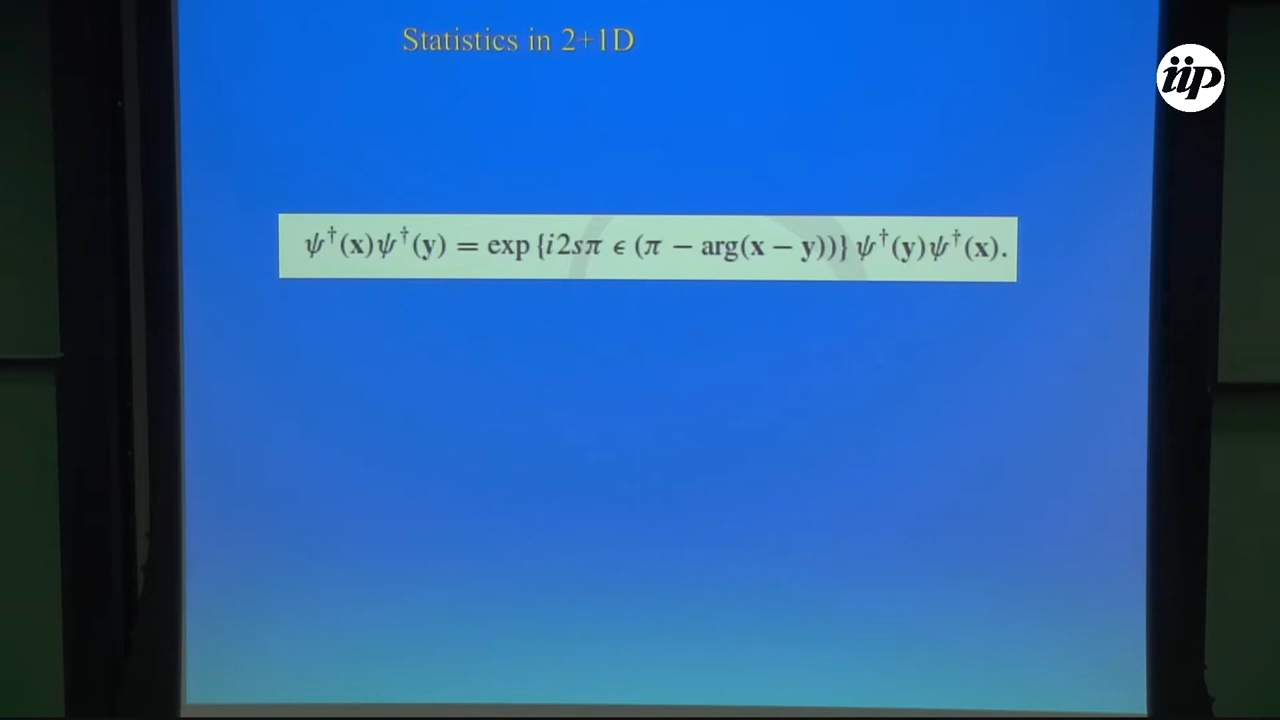 Statistics in 2+1D
iip
ψ†(x)ψ†(y) = exp {i2sπ ϵ (π − arg(x − y))} ψ†(y)ψ†(x).